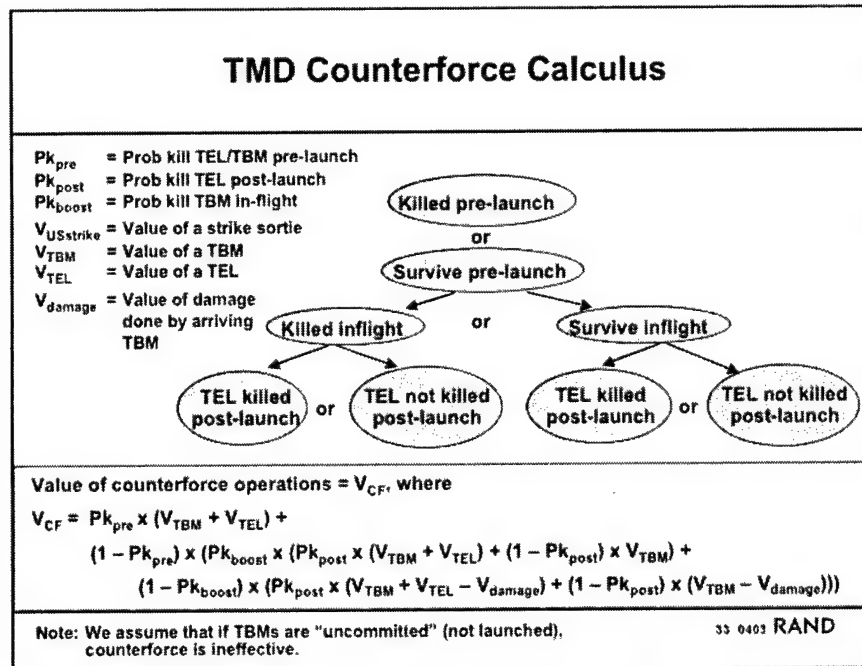 TMD Counterforce Calculus
Pk_pre = Prob kill TEL/TBM pre-launch
Pk_post = Prob kill TEL post-launch
Pk_boost = Prob kill TBM in-flight
V_USstrike = Value of a strike sortie
V_TBM = Value of a TBM
V_TEL = Value of a TEL
V_damage = Value of damage
done by arriving
TBM
Killed pre-launch
or
Survive pre-launch
Killed inflight or Survive inflight
TEL killed
post-launch
or
TEL not killed
post-launch
TEL killed
post-launch
or
TEL not killed
post-launch
Value of counterforce operations = V_CF, where
V_CF = Pk_pre x (V_TBM + V_TEL) +
(1 – Pk_pre) x (Pk_boost x (Pk_post x (V_TBM + V_TEL) + (1 – Pk_post) x V_TBM) +
(1 – Pk_boost) x (Pk_post x (V_TBM + V_TEL – V_damage) + (1 – Pk_post) x (V_TBM – V_damage)))
Note: We assume that if TBMs are "uncommitted" (not launched),
counterforce is ineffective.
33 0403 RAND